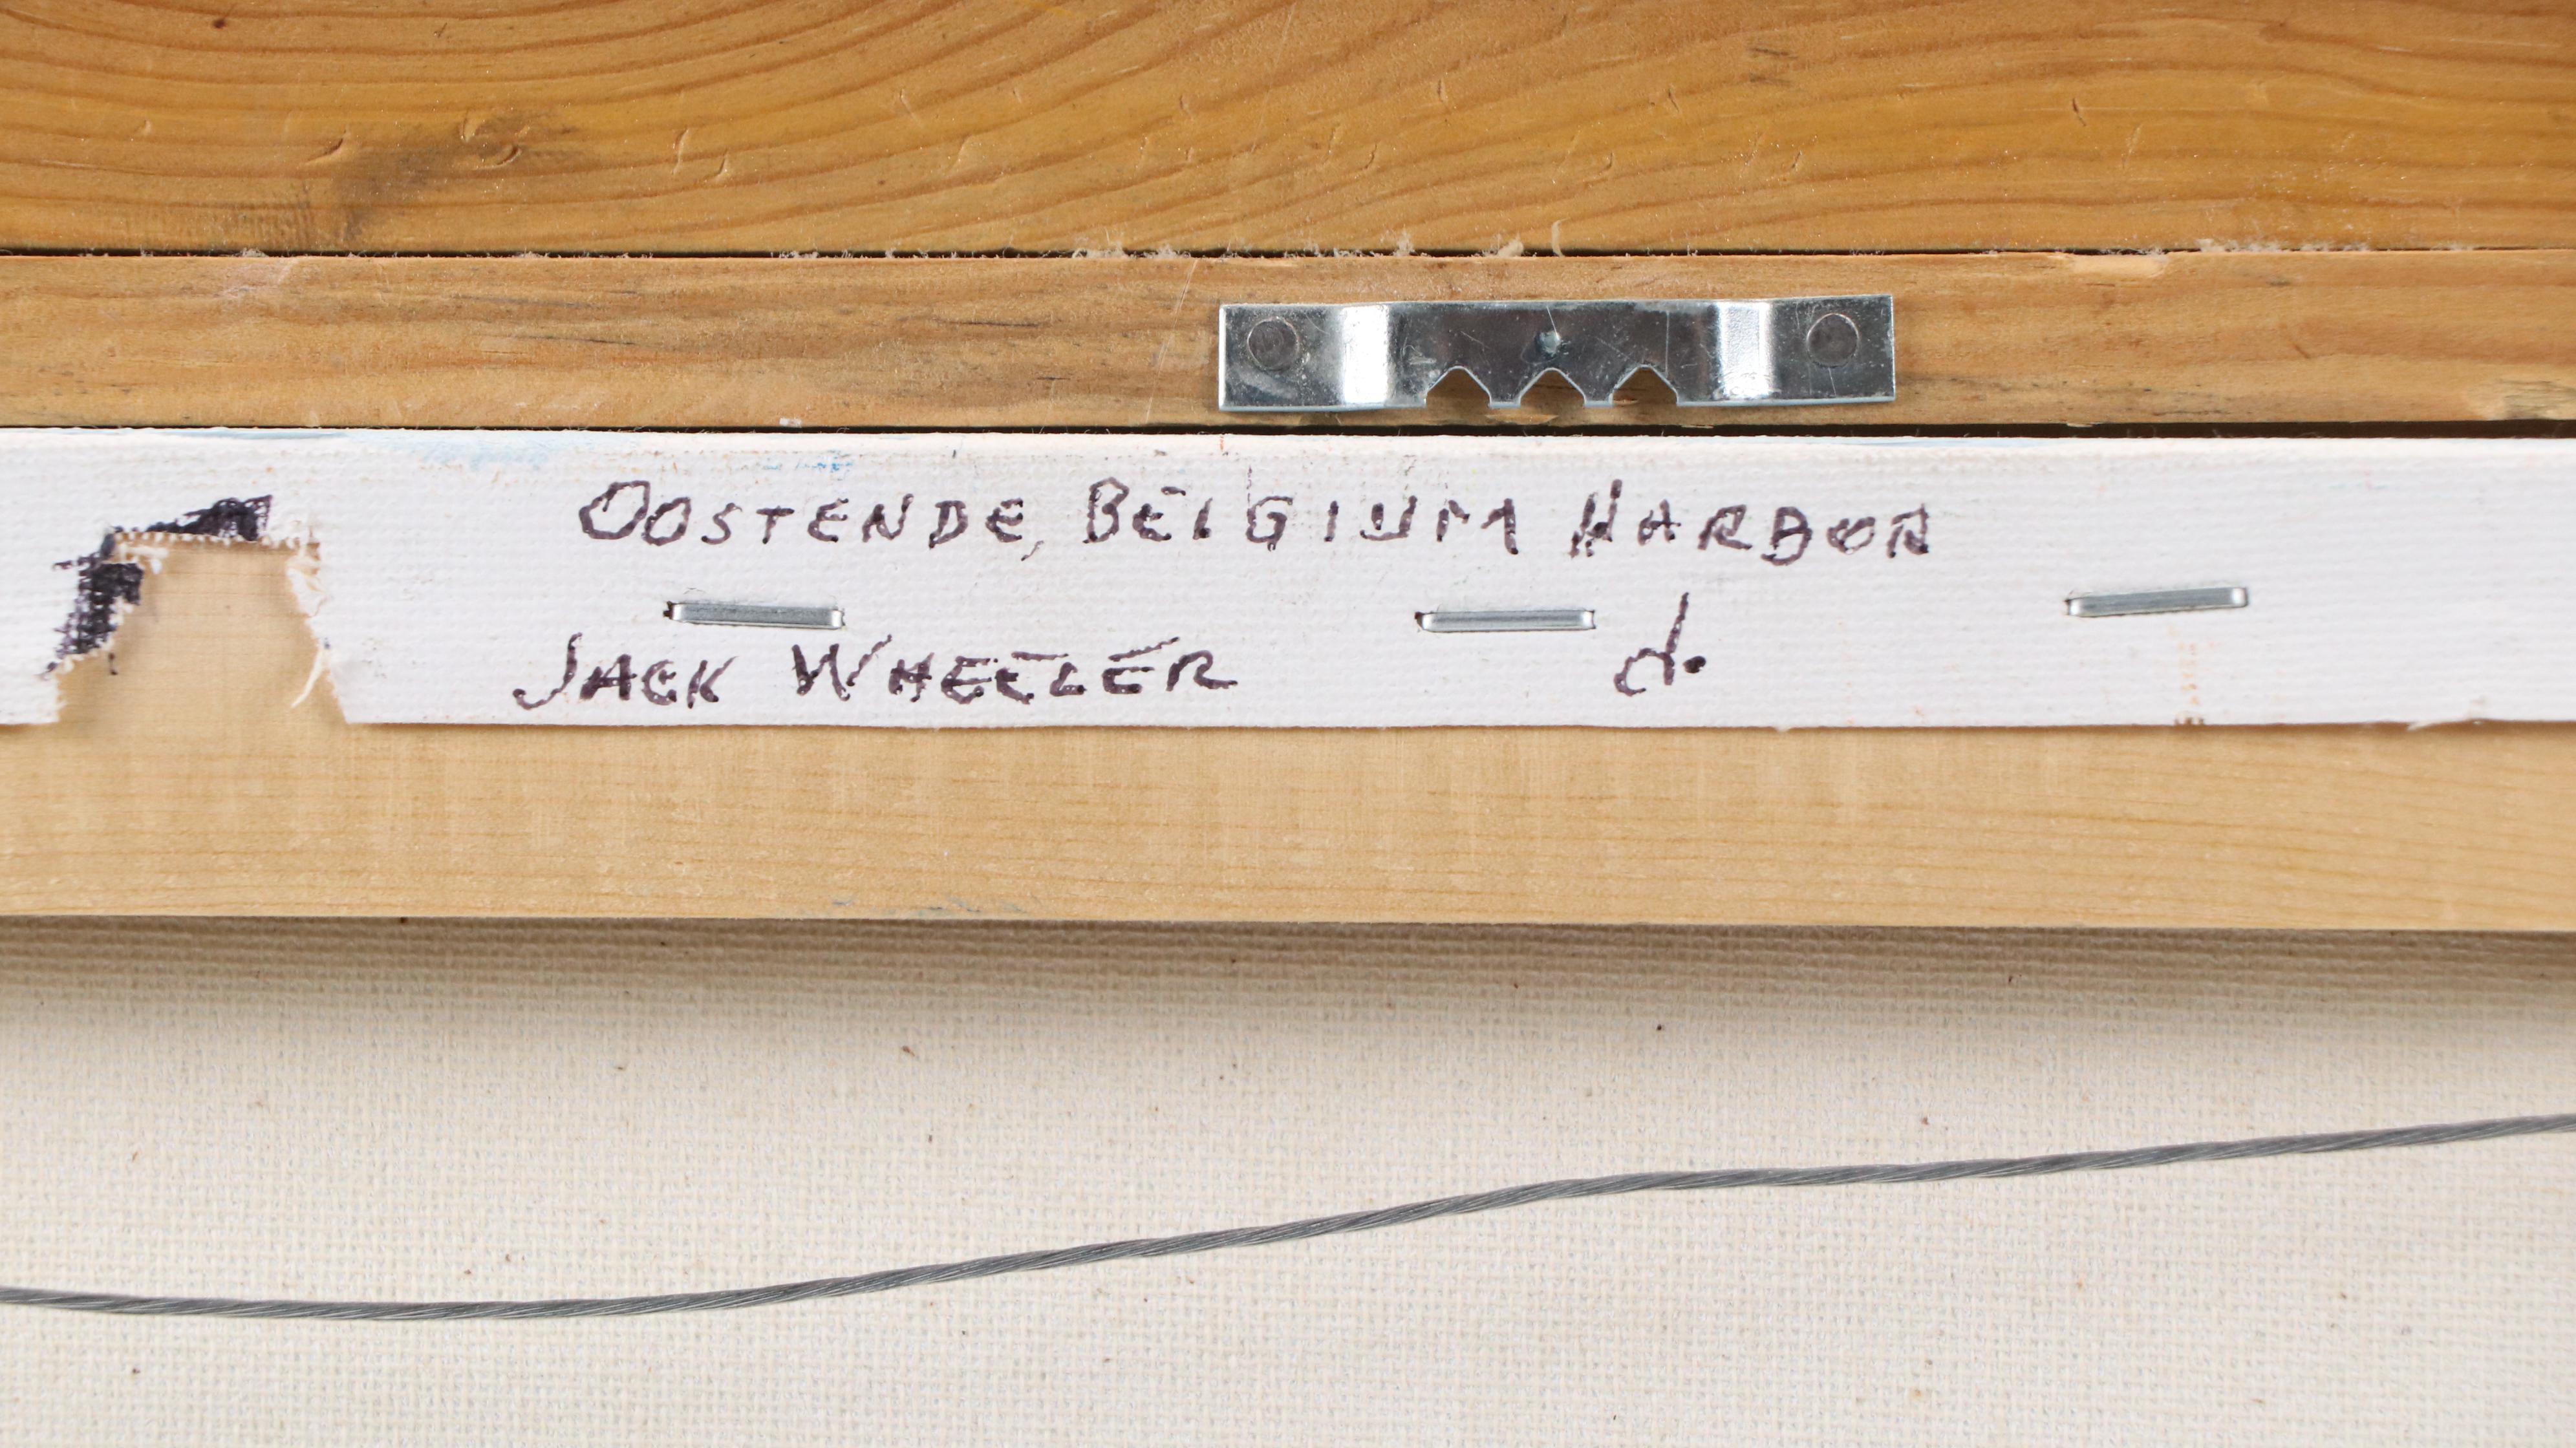 OOSTENDE, BELGIUM HARBOR
JACK WHEELER d.